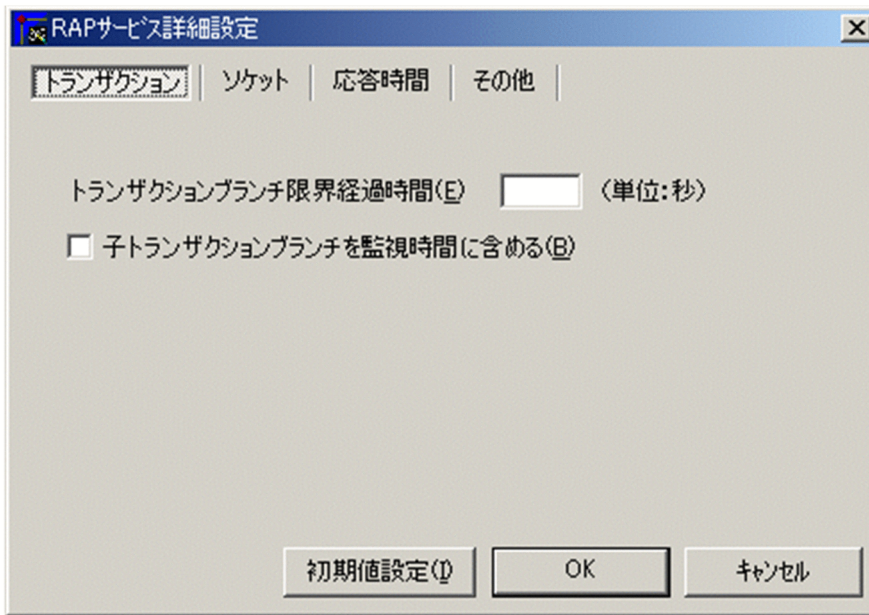 RAPサービス詳細設定
トランザクション ソケット 応答時間 その他
トランザクションブランチ限界経過時間(E) (単位:秒)
子トランザクションブランチを監視時間に含める(B)
初期値設定(I) OK キャンセル